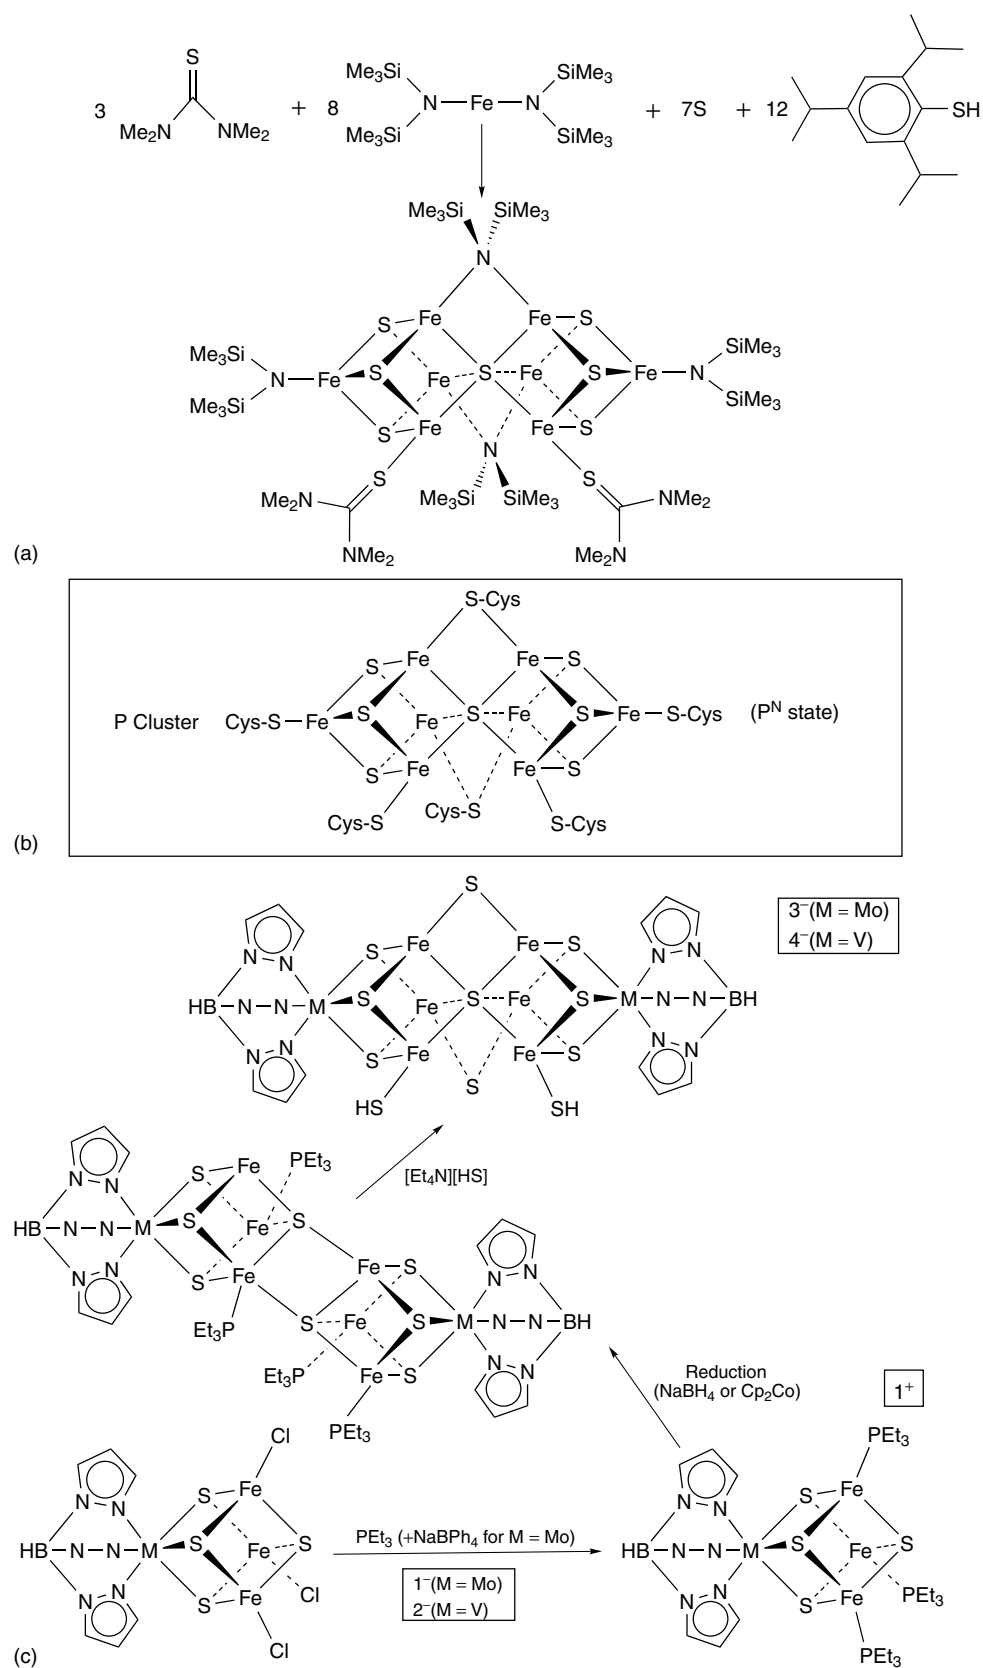 S
3 Me2N NMe2 + 8 Me3Si Me3Si N Fe N SiMe3 SiMe3 + 7S + 12 SH
Me3Si SiMe3
N
S Fe Fe S
Me3Si Me3Si N Fe S Fe S Fe S Fe N SiMe3 SiMe3
S Fe Fe S
N
S S
Me2N Me3Si SiMe3 NMe2
NMe2 Me2N
(a)
S-Cys
S Fe Fe S
P Cluster Cys-S Fe S Fe S Fe S Fe S-Cys (P^N state)
S Fe Fe S
Cys-S Cys-S S-Cys
(b)
S
3⁻(M = Mo)
4⁻(M = V)
S Fe Fe S
N N N N
HB N N M S Fe S Fe S M N N BH
N N N N
S Fe Fe S
S
HS SH
[Et4N][HS]
S Fe PEt3
N N
HB N N M S Fe S
N N
S Fe Fe S
Et3P N N
S Fe S M N N BH
N N
Et3P Fe S
PEt3
Reduction
(NaBH4 or Cp2Co)
1⁺
Cl PEt3
N N S Fe N N S Fe
HB N N M S Fe S PEt3 (+NaBPh4 for M = Mo) HB N N M S Fe S
1⁻(M = Mo)
2⁻(M = V)
N N S Fe Cl N N S Fe PEt3
Cl PEt3
(c)